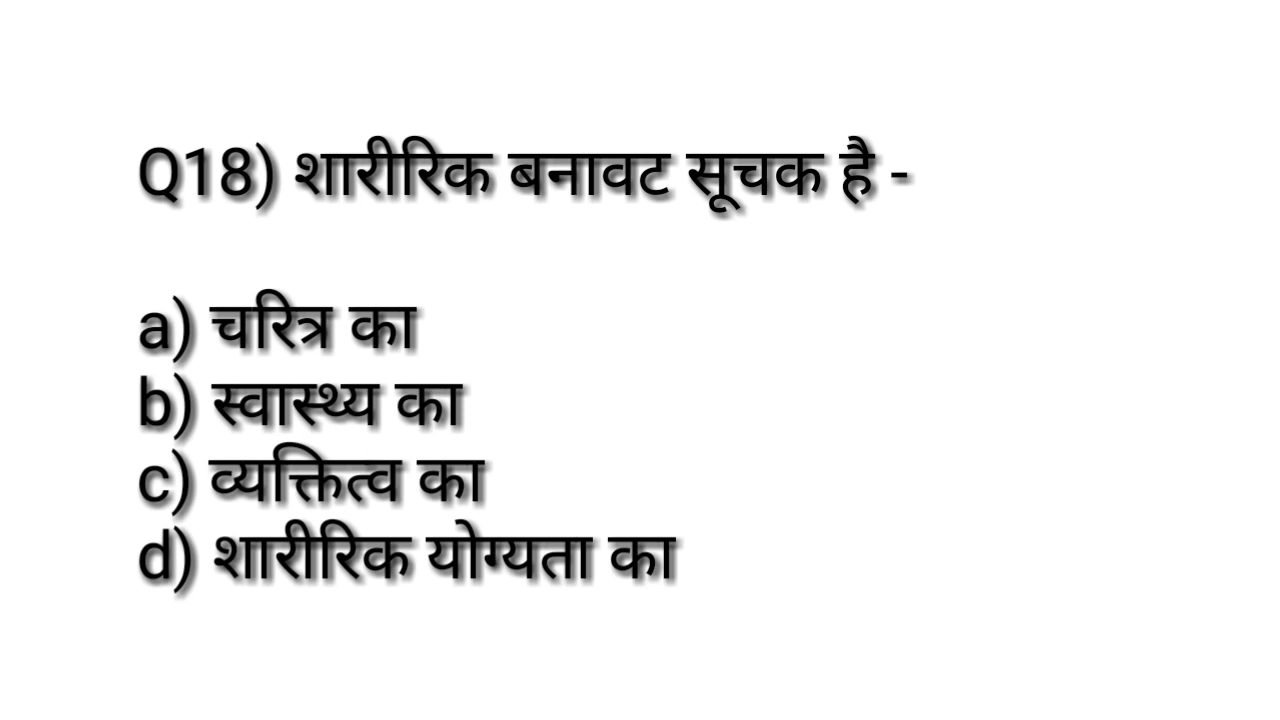 Q18) शारीरिक बनावट सूचक है -
a) चरित्र का
b) स्वास्थ्य का
c) व्यक्तित्व का
d) शारीरिक योग्यता का